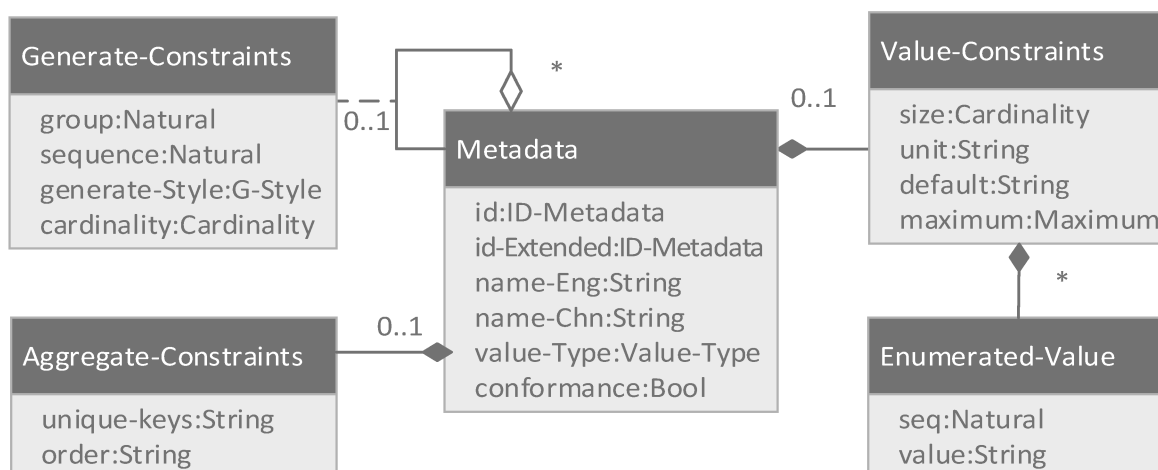 Generate-Constraints
group:Natural
sequence:Natural
generate-Style:G-Style
cardinality:Cardinality
0..1
*
Metadata
id:ID-Metadata
id-Extended:ID-Metadata
name-Eng:String
name-Chn:String
value-Type:Value-Type
conformance:Bool
0..1
Value-Constraints
size:Cardinality
unit:String
default:String
maximum:Maximum
*
0..1
Aggregate-Constraints
unique-keys:String
order:String
Enumerated-Value
seq:Natural
value:String